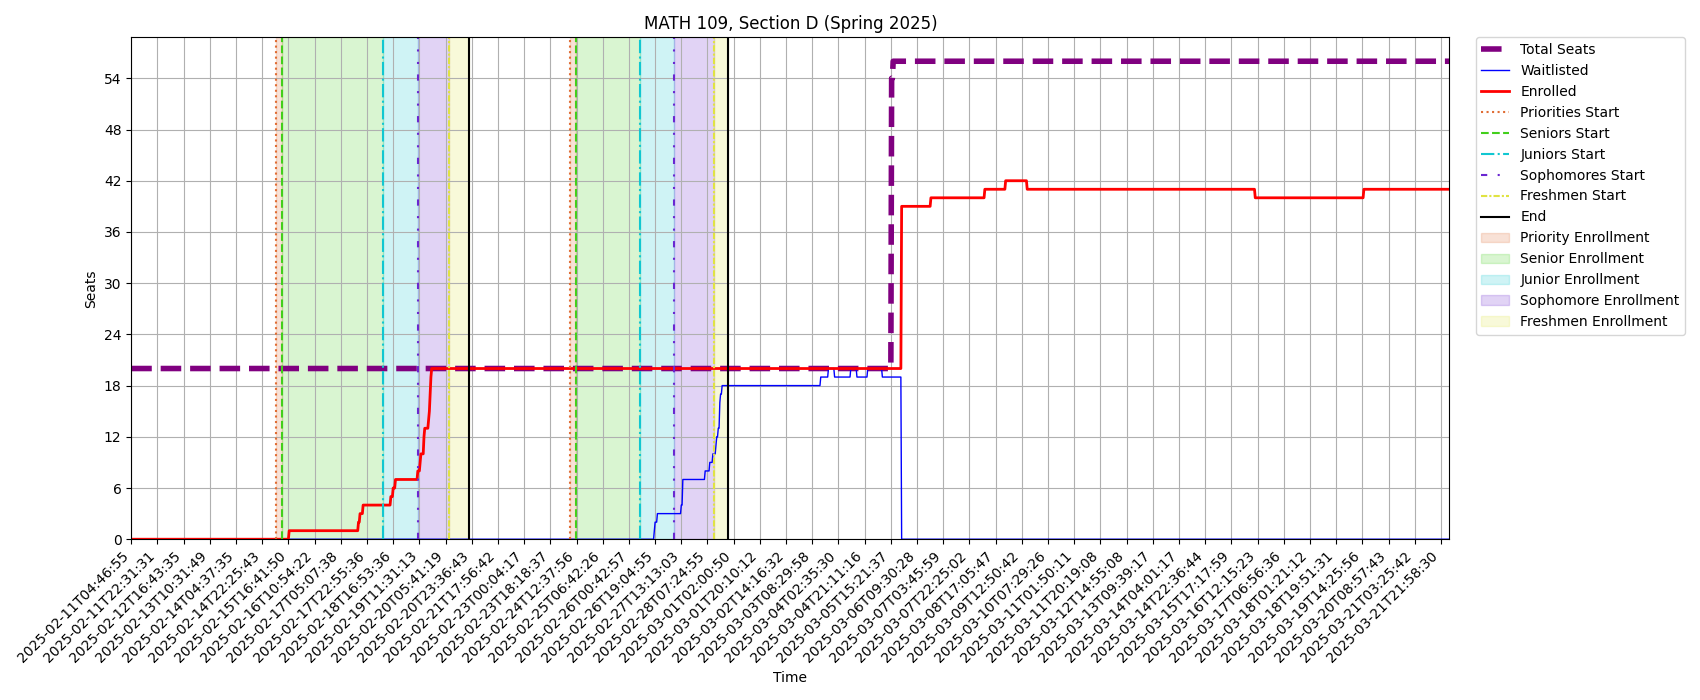 MATH 109, Section D (Spring 2025)
Seats
54
48
42
36
30
24
18
12
6
0
2025-02-11T04:46:55
2025-02-11T22:31:31
2025-02-12T16:43:35
2025-02-13T10:31:49
2025-02-14T04:37:35
2025-02-14T22:25:43
2025-02-15T16:41:50
2025-02-16T10:54:22
2025-02-17T05:07:38
2025-02-17T22:55:36
2025-02-18T16:53:36
2025-02-19T11:31:13
2025-02-20T05:41:19
2025-02-20T23:36:43
2025-02-21T17:56:42
2025-02-23T00:04:17
2025-02-23T18:18:37
2025-02-24T12:37:56
2025-02-25T06:42:26
2025-02-26T00:42:57
2025-02-26T19:04:55
2025-02-27T13:13:03
2025-02-28T07:24:55
2025-03-01T02:00:50
2025-03-01T20:10:12
2025-03-02T14:16:32
2025-03-03T08:29:58
2025-03-04T02:35:30
2025-03-04T21:11:16
2025-03-05T15:21:37
2025-03-06T09:30:28
2025-03-07T03:45:59
2025-03-07T22:25:02
2025-03-08T17:05:47
2025-03-09T12:50:42
2025-03-10T07:29:26
2025-03-11T01:50:11
2025-03-11T20:19:08
2025-03-12T14:55:08
2025-03-13T09:39:17
2025-03-14T04:01:17
2025-03-14T22:36:44
2025-03-15T17:17:59
2025-03-16T12:15:23
2025-03-17T06:56:36
2025-03-18T01:21:12
2025-03-18T19:51:31
2025-03-19T14:25:56
2025-03-20T08:57:43
2025-03-21T03:25:42
2025-03-21T21:58:30
Time
Total Seats
Waitlisted
Enrolled
Priorities Start
Seniors Start
Juniors Start
Sophomores Start
Freshmen Start
End
Priority Enrollment
Senior Enrollment
Junior Enrollment
Sophomore Enrollment
Freshmen Enrollment